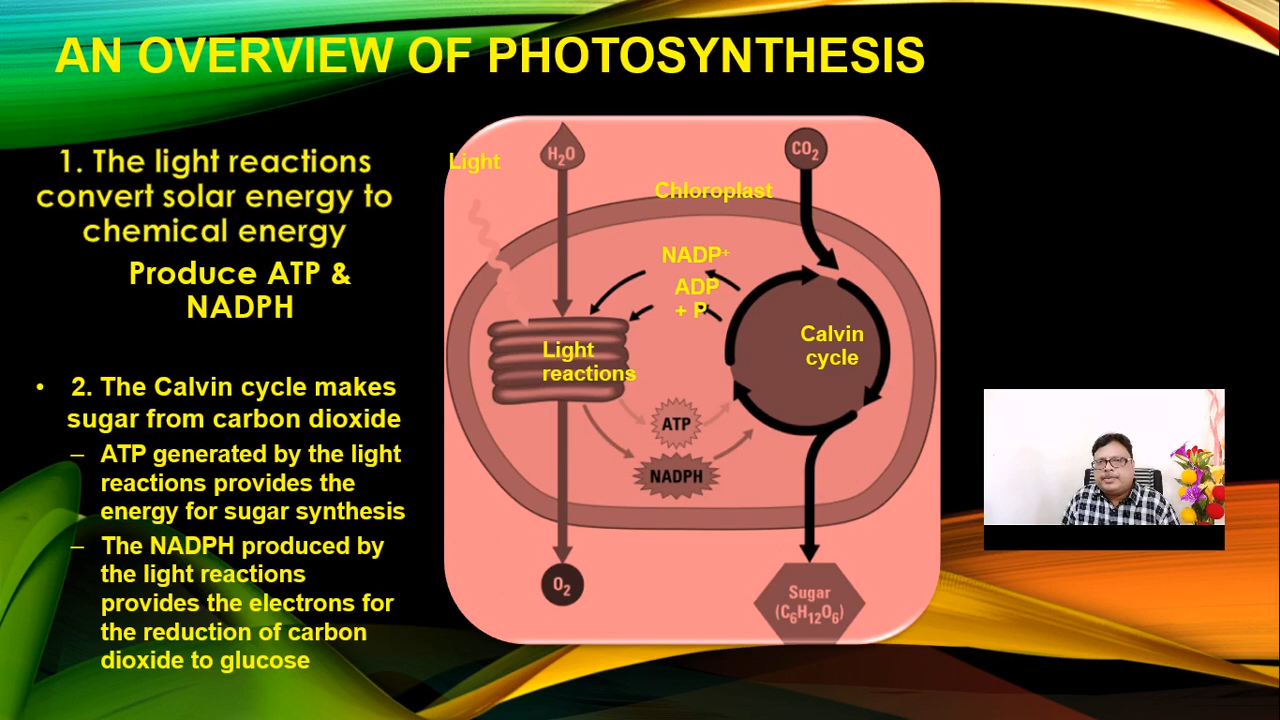 AN OVERVIEW OF PHOTOSYNTHESIS
1. The light reactions
convert solar energy to
chemical energy
Produce ATP &
NADPH
• 2. The Calvin cycle makes
sugar from carbon dioxide
– ATP generated by the light
reactions provides the
energy for sugar synthesis
– The NADPH produced by
the light reactions
provides the electrons for
the reduction of carbon
dioxide to glucose
Light
H₂O
CO₂
Chloroplast
NADP⁺
ADP
+ P
Light
reactions
Calvin
cycle
ATP
NADPH
O₂
Sugar
(C₆H₁₂O₆)